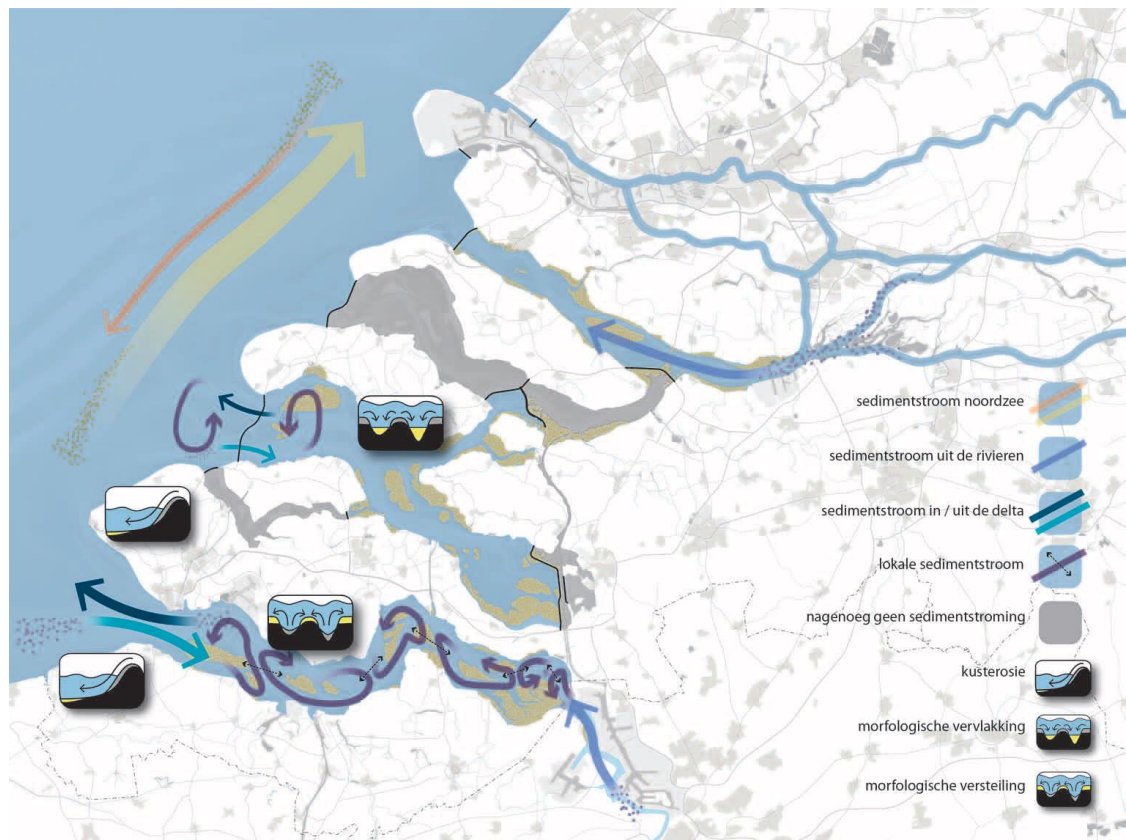 sedimentstroom noordzee
sedimentstroom uit de rivieren
sedimentstroom in / uit de delta
lokale sedimentstroom
nagenoeg geen sedimentstroming
kusterosie
morfologische vervlakking
morfologische versteiling